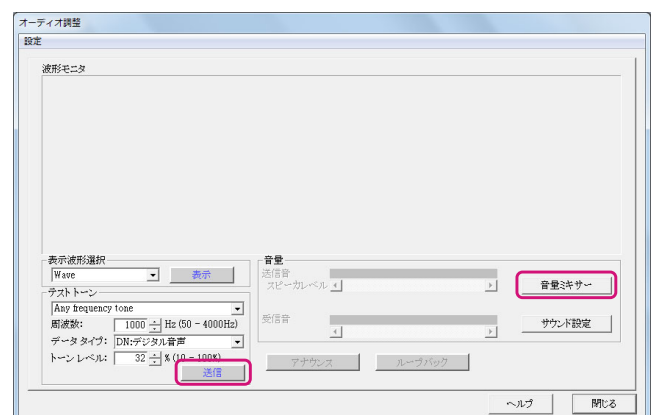 オーディオ調整
設定
波形モニタ
表示波形選択
Wave 表示
テストトーン
Any frequency tone
周波数: 1000 Hz (50 - 4000Hz)
データ タイプ: DN:デジタル音声
トーン レベル: 32 % (10 - 100%)
送信
音量
送信音
スピーカレベル
音量ミキサー
受信音
サウンド設定
アナウンス ループバック
ヘルプ 閉じる